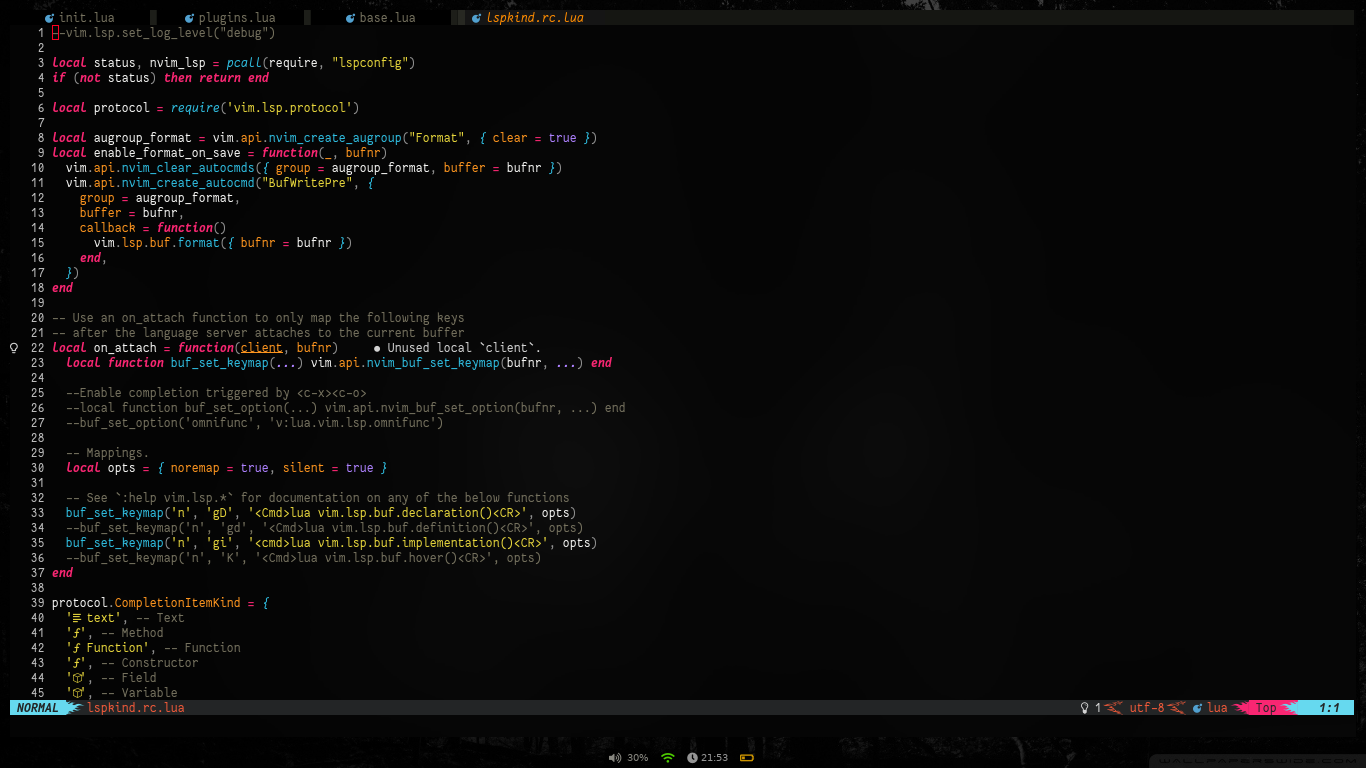 init.lua plugins.lua base.lua lspkind.rc.lua
1 --vim.lsp.set_log_level("debug")
2
3 local status, nvim_lsp = pcall(require, "lspconfig")
4 if (not status) then return end
5
6 local protocol = require('vim.lsp.protocol')
7
8 local augroup_format = vim.api.nvim_create_augroup("Format", { clear = true })
9 local enable_format_on_save = function(_, bufnr)
10   vim.api.nvim_clear_autocmds({ group = augroup_format, buffer = bufnr })
11   vim.api.nvim_create_autocmd("BufWritePre", {
12     group = augroup_format,
13     buffer = bufnr,
14     callback = function()
15       vim.lsp.buf.format({ bufnr = bufnr })
16     end,
17   })
18 end
19
20 -- Use an on_attach function to only map the following keys
21 -- after the language server attaches to the current buffer
22 local on_attach = function(client, bufnr)     ● Unused local `client`.
23   local function buf_set_keymap(...) vim.api.nvim_buf_set_keymap(bufnr, ...) end
24
25   --Enable completion triggered by <c-x><c-o>
26   --local function buf_set_option(...) vim.api.nvim_buf_set_option(bufnr, ...) end
27   --buf_set_option('omnifunc', 'v:lua.vim.lsp.omnifunc')
28
29   -- Mappings.
30   local opts = { noremap = true, silent = true }
31
32   -- See `:help vim.lsp.*` for documentation on any of the below functions
33   buf_set_keymap('n', 'gD', '<Cmd>lua vim.lsp.buf.declaration()<CR>', opts)
34   --buf_set_keymap('n', 'gd', '<Cmd>lua vim.lsp.buf.definition()<CR>', opts)
35   buf_set_keymap('n', 'gi', '<cmd>lua vim.lsp.buf.implementation()<CR>', opts)
36   --buf_set_keymap('n', 'K', '<Cmd>lua vim.lsp.buf.hover()<CR>', opts)
37 end
38
39 protocol.CompletionItemKind = {
40   ' text', -- Text
41   'ƒ', -- Method
42   'ƒ Function', -- Function
43   'ƒ', -- Constructor
44   '', -- Field
45   '', -- Variable
NORMAL lspkind.rc.lua 1 utf-8 lua Top 1:1
30% 21:53